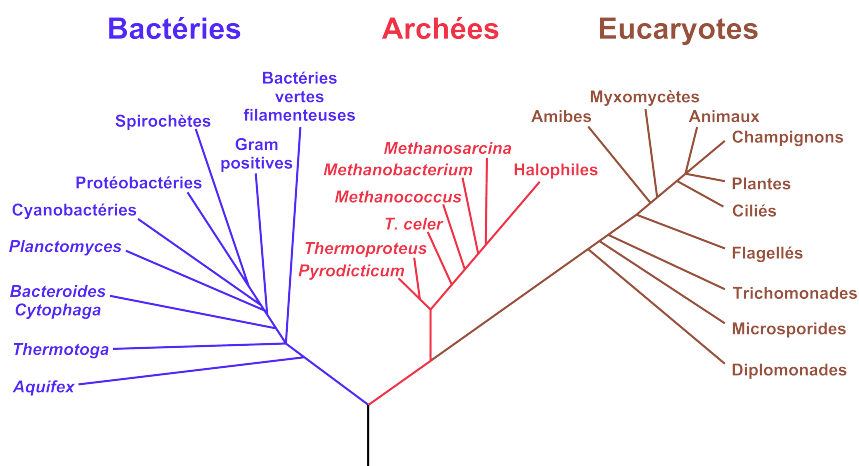 Bactéries
Archées
Eucaryotes
Bactéries
vertes
filamenteuses
Spirochètes
Gram
positives
Protéobactéries
Cyanobactéries
Planctomyces
Bacteroides
Cytophaga
Thermotoga
Aquifex
Methanosarcina
Methanobacterium
Halophiles
Methanococcus
T. celer
Thermoproteus
Pyrodicticum
Myxomycètes
Amibes
Animaux
Champignons
Plantes
Ciliés
Flagellés
Trichomonades
Microsporides
Diplomonades